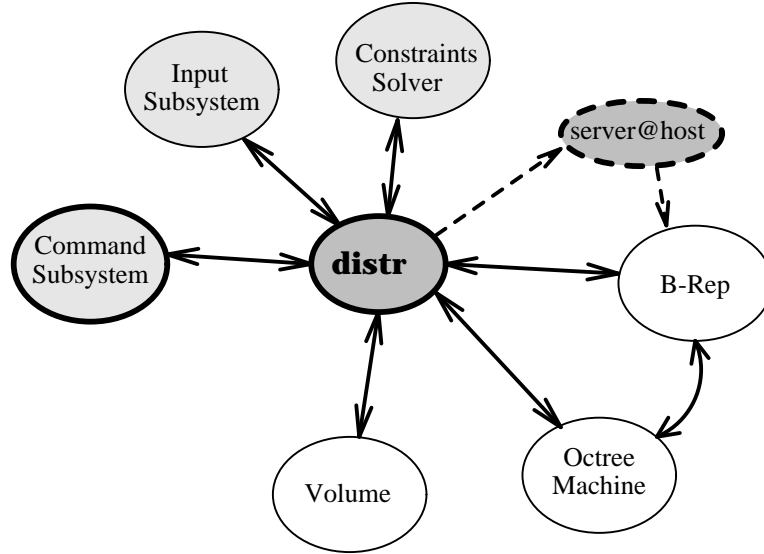 Input
Subsystem
Constraints
Solver
server@host
Command
Subsystem
distr
B-Rep
Volume
Octree
Machine